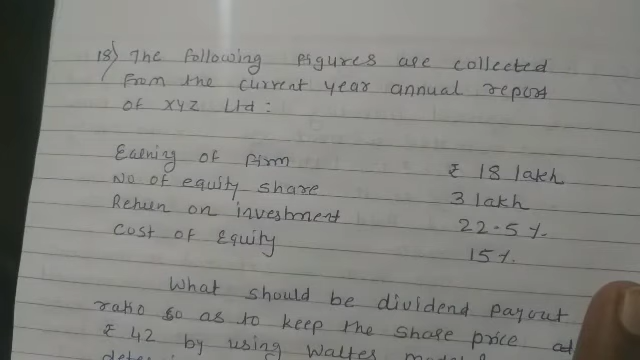 18) The following figures are collected
from the current year annual report
of XYZ Ltd :
Earning of firm ₹ 18 lakh
No of equity share 3 lakh
Return on investment 22.5 %
Cost of Equity 15 %.
What should be dividend payout
ratio so as to keep the share price at
₹ 42 by using Walter